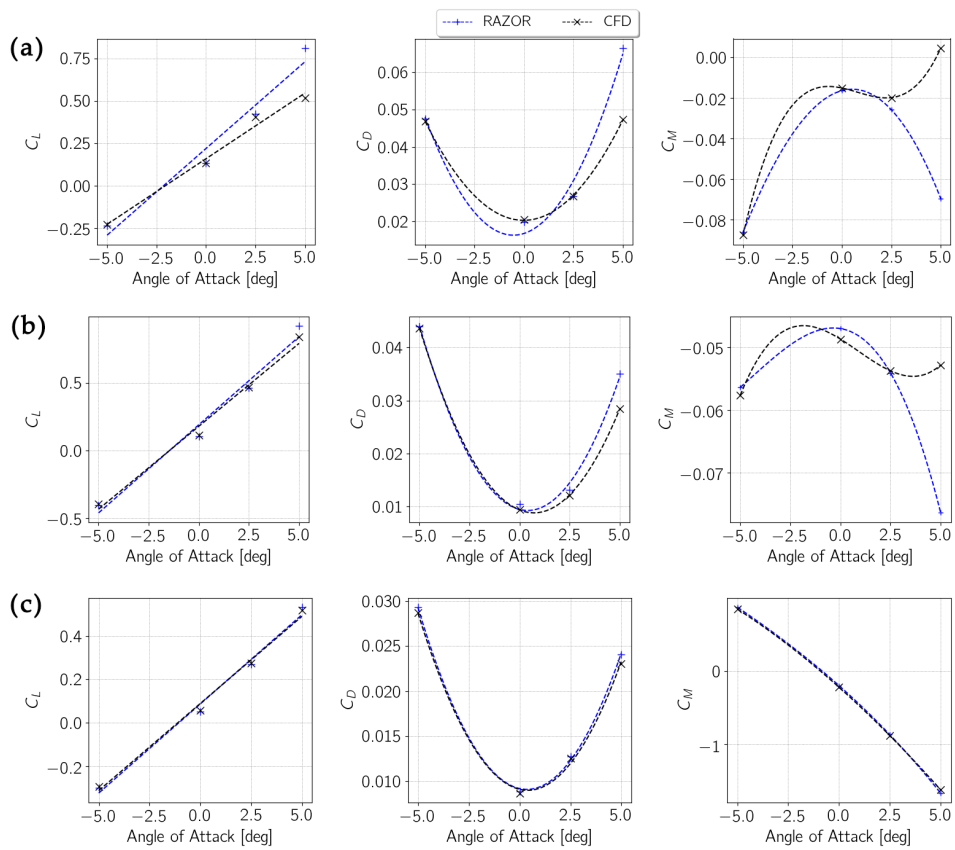 RAZOR CFD
(a)
0.75
0.50
0.25
0.00
−0.25
C_L
−5.0 −2.5 0.0 2.5 5.0
Angle of Attack [deg]
0.06
0.05
0.04
0.03
0.02
C_D
−5.0 −2.5 0.0 2.5 5.0
Angle of Attack [deg]
0.00
−0.02
−0.04
−0.06
−0.08
C_M
−5.0 −2.5 0.0 2.5 5.0
Angle of Attack [deg]
(b)
0.5
0.0
−0.5
C_L
−5.0 −2.5 0.0 2.5 5.0
Angle of Attack [deg]
0.04
0.03
0.02
0.01
C_D
−5.0 −2.5 0.0 2.5 5.0
Angle of Attack [deg]
−0.05
−0.06
−0.07
C_M
−5.0 −2.5 0.0 2.5 5.0
Angle of Attack [deg]
(c)
0.4
0.2
0.0
−0.2
C_L
−5.0 −2.5 0.0 2.5 5.0
Angle of Attack [deg]
0.030
0.025
0.020
0.015
0.010
C_D
−5.0 −2.5 0.0 2.5 5.0
Angle of Attack [deg]
0
−1
C_M
−5.0 −2.5 0.0 2.5 5.0
Angle of Attack [deg]